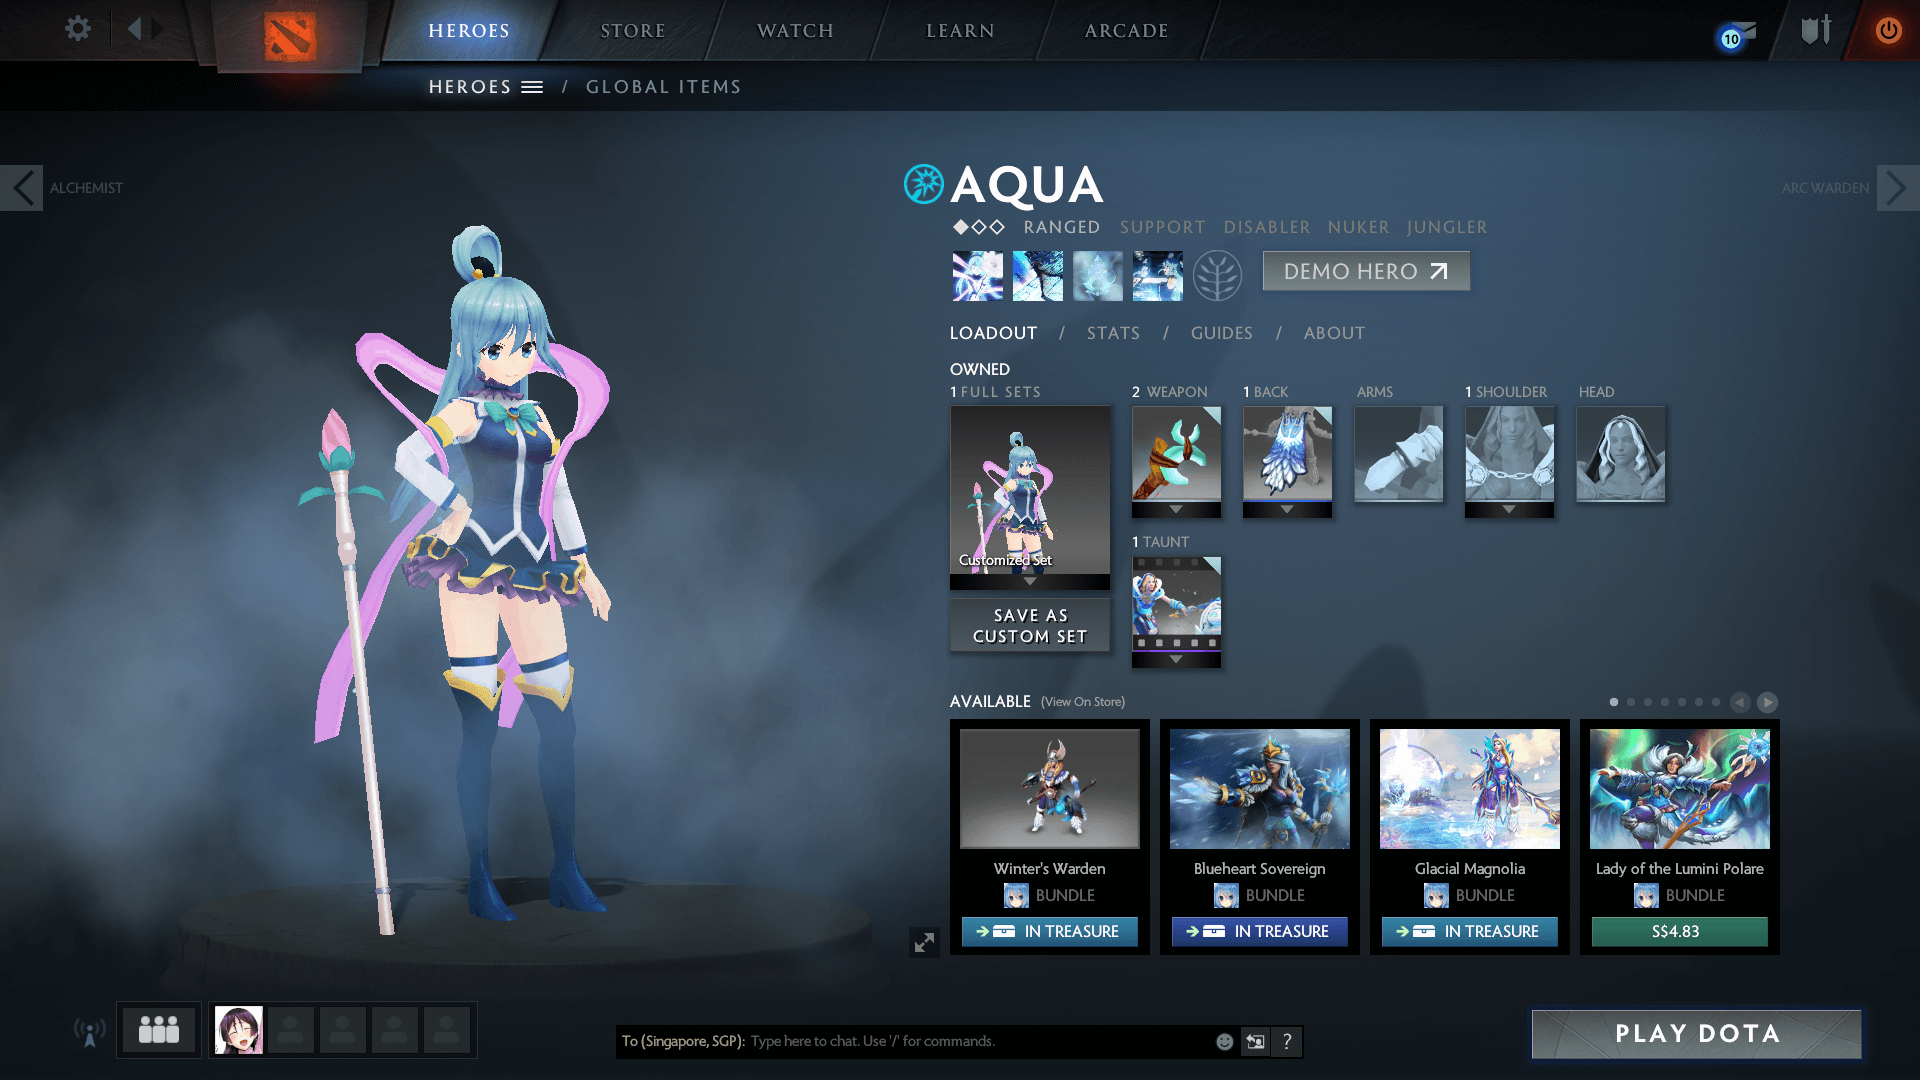 HEROES
STORE
WATCH
LEARN
ARCADE
10
HEROES / GLOBAL ITEMS
ALCHEMIST
AQUA
ARC WARDEN
RANGED SUPPORT DISABLER NUKER JUNGLER
DEMO HERO
LOADOUT / STATS / GUIDES / ABOUT
OWNED
1 FULL SETS
2 WEAPON
1 BACK
ARMS
1 SHOULDER
HEAD
Customized Set
1 TAUNT
SAVE AS
CUSTOM SET
AVAILABLE (View On Store)
Winter's Warden
BUNDLE
IN TREASURE
Blueheart Sovereign
BUNDLE
IN TREASURE
Glacial Magnolia
BUNDLE
IN TREASURE
Lady of the Lumini Polare
BUNDLE
S$4.83
To (Singapore, SGP): Type here to chat. Use '/' for commands.
?
PLAY DOTA